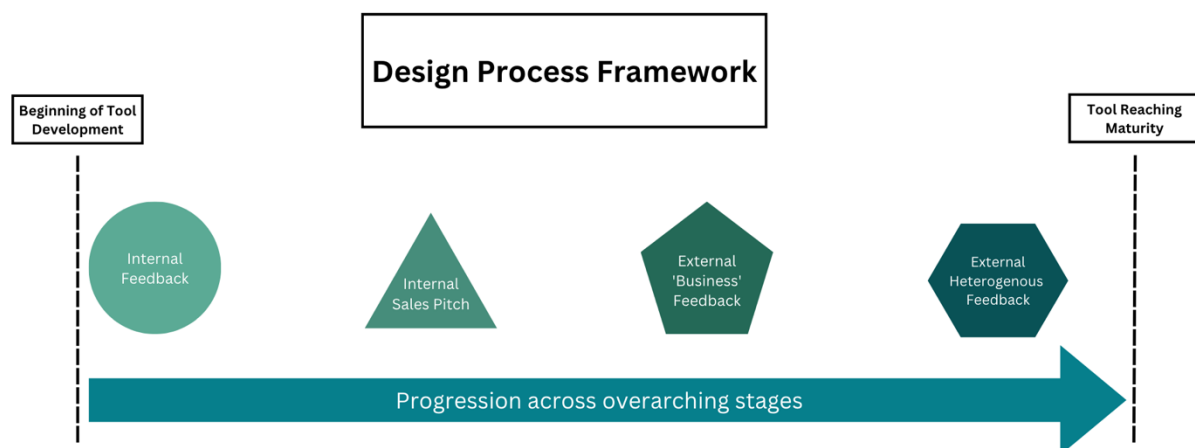 Design Process Framework
Beginning of Tool
Development
Tool Reaching
Maturity
Internal
Feedback
Internal
Sales Pitch
External
'Business'
Feedback
External
Heterogenous
Feedback
Progression across overarching stages